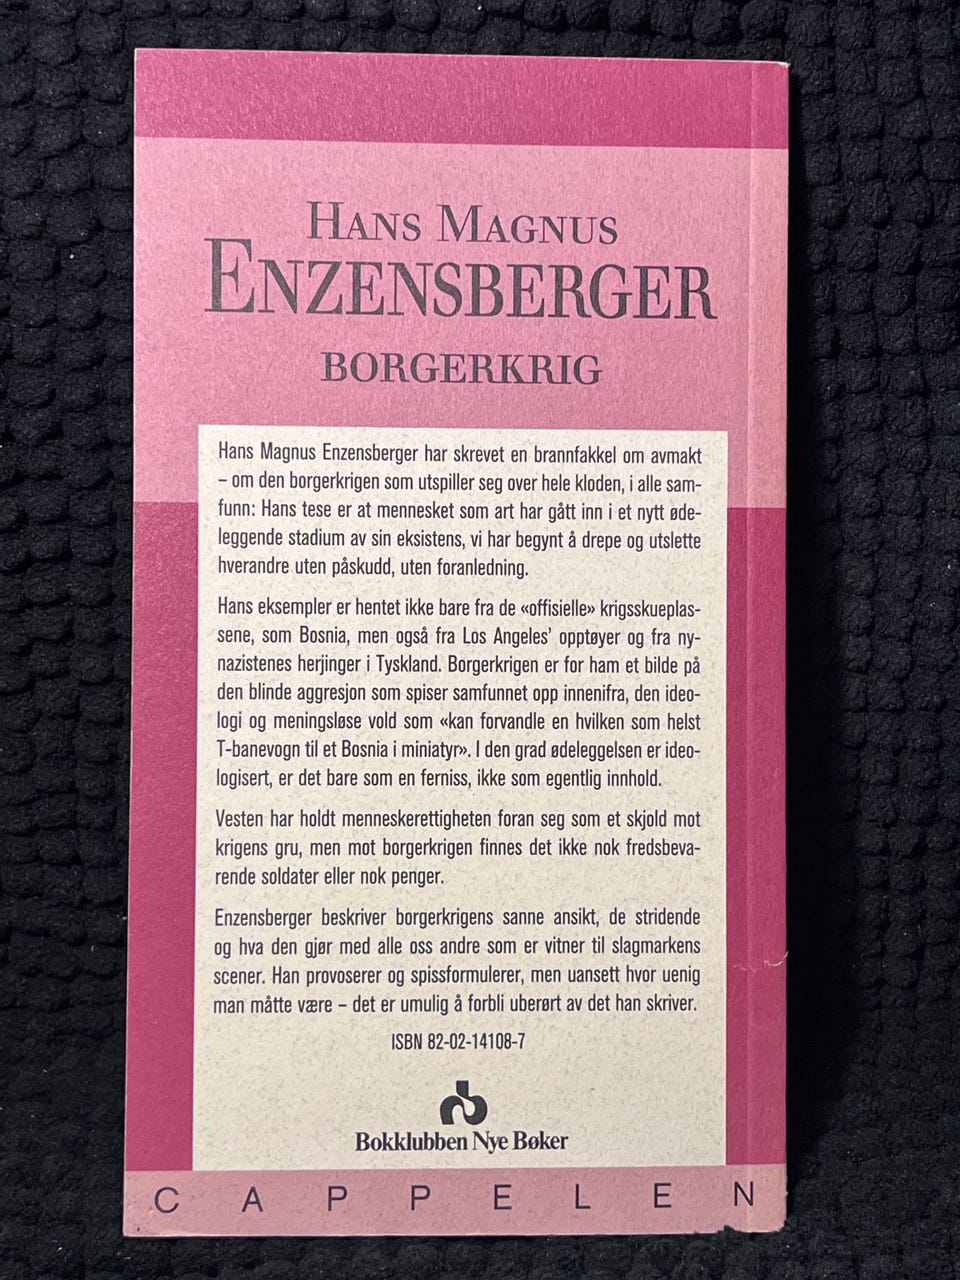 HANS MAGNUS
ENZENSBERGER
BORGERKRIG
Hans Magnus Enzensberger har skrevet en brannfakkel om avmakt
– om den borgerkrigen som utspiller seg over hele kloden, i alle sam-
funn: Hans tese er at mennesket som art har gått inn i et nytt øde-
leggende stadium av sin eksistens, vi har begynt å drepe og utslette
hverandre uten påskudd, uten foranledning.
Hans eksempler er hentet ikke bare fra de «offisielle» krigsskueplas-
sene, som Bosnia, men også fra Los Angeles' opptøyer og fra ny-
nazistenes herjinger i Tyskland. Borgerkrigen er for ham et bilde på
den blinde aggresjon som spiser samfunnet opp innenifra, den ideo-
logi og meningsløse vold som «kan forvandle en hvilken som helst
T-banevogn til et Bosnia i miniatyr». I den grad ødeleggelsen er ideo-
logisert, er det bare som en ferniss, ikke som egentlig innhold.
Vesten har holdt menneskerettigheten foran seg som et skjold mot
krigens gru, men mot borgerkrigen finnes det ikke nok fredsbeva-
rende soldater eller nok penger.
Enzensberger beskriver borgerkrigens sanne ansikt, de stridende
og hva den gjør med alle oss andre som er vitner til slagmarkens
scener. Han provoserer og spissformulerer, men uansett hvor uenig
man måtte være – det er umulig å forbli uberørt av det han skriver.
ISBN 82-02-14108-7
Bokklubben Nye Bøker
CAPPELEN